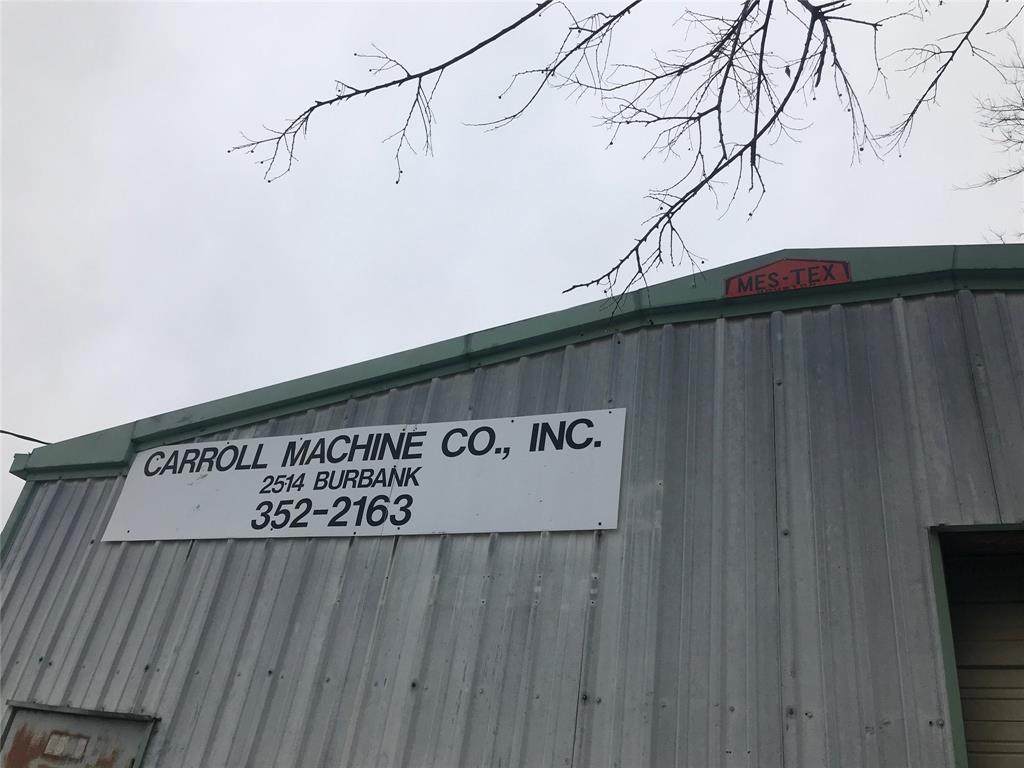 MES-TEX
CARROLL MACHINE CO., INC.
2514 BURBANK
352-2163